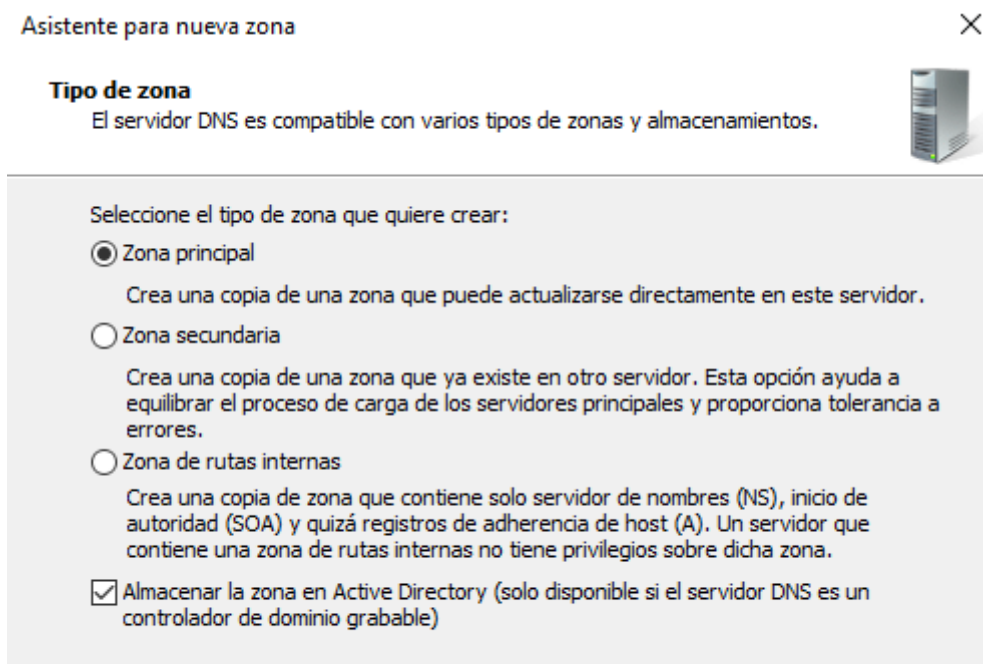 Asistente para nueva zona
Tipo de zona
El servidor DNS es compatible con varios tipos de zonas y almacenamientos.
Seleccione el tipo de zona que quiere crear:
Zona principal
Crea una copia de una zona que puede actualizarse directamente en este servidor.
Zona secundaria
Crea una copia de una zona que ya existe en otro servidor. Esta opción ayuda a
equilibrar el proceso de carga de los servidores principales y proporciona tolerancia a
errores.
Zona de rutas internas
Crea una copia de zona que contiene solo servidor de nombres (NS), inicio de
autoridad (SOA) y quizá registros de adherencia de host (A). Un servidor que
contiene una zona de rutas internas no tiene privilegios sobre dicha zona.
Almacenar la zona en Active Directory (solo disponible si el servidor DNS es un
controlador de dominio grabable)